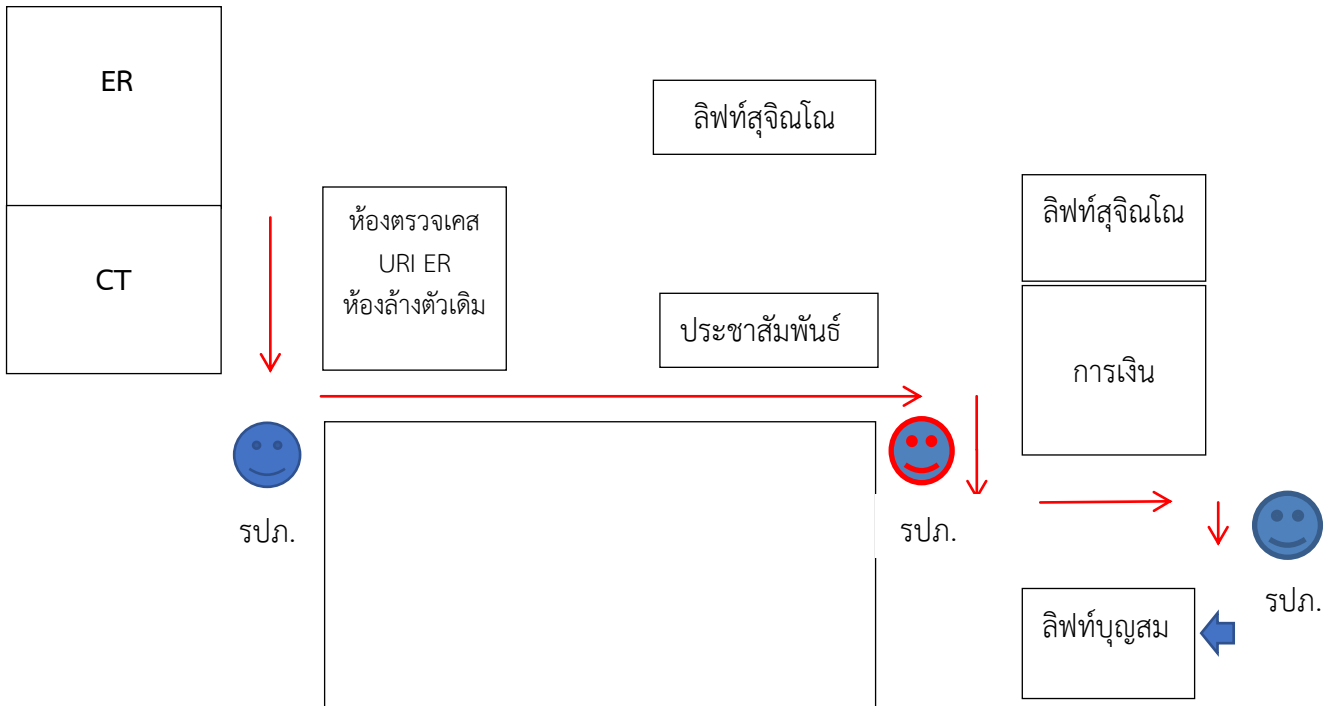 ER
ลิฟท์สุจิณโณ
ห้องตรวจเคส
URI ER
ห้องล้างตัวเดิม
ลิฟท์สุจิณโณ
CT
ประชาสัมพันธ์
การเงิน
รปภ.
รปภ.
รปภ.
ลิฟท์บุญสม